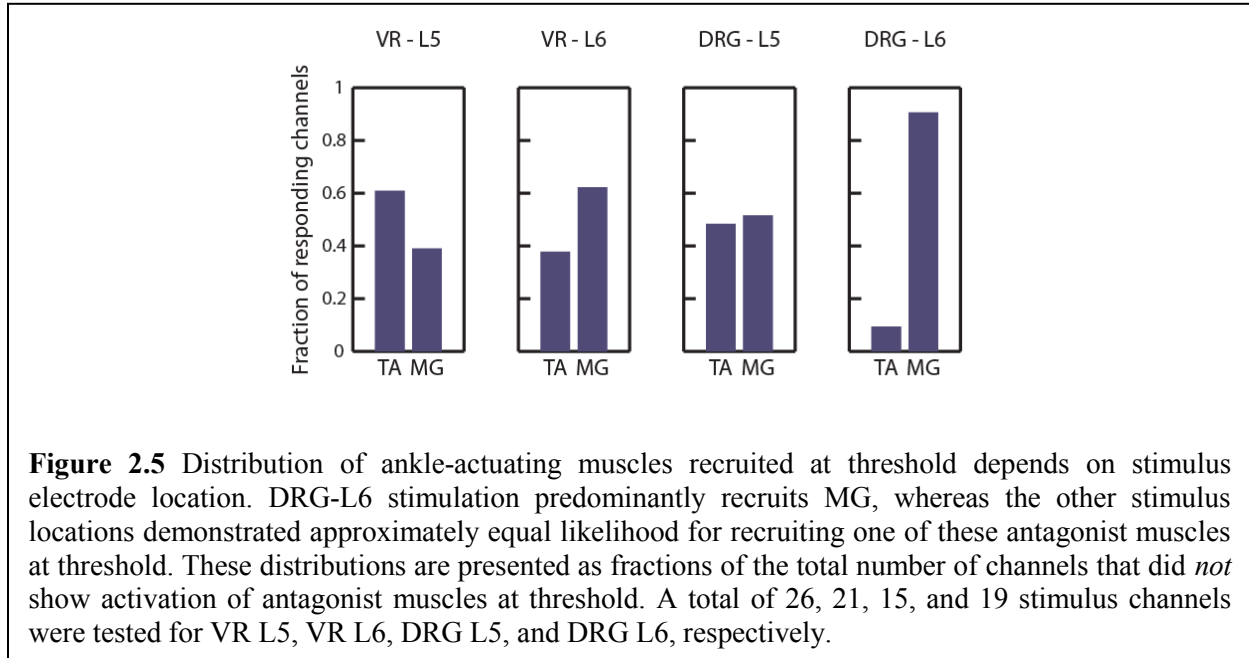 VR - L5 VR - L6 DRG - L5 DRG - L6
Fraction of responding channels
1
0.8
0.6
0.4
0.2
0
TA MG TA MG TA MG TA MG
Figure 2.5 Distribution of ankle-actuating muscles recruited at threshold depends on stimulus
electrode location. DRG-L6 stimulation predominantly recruits MG, whereas the other stimulus
locations demonstrated approximately equal likelihood for recruiting one of these antagonist muscles
at threshold. These distributions are presented as fractions of the total number of channels that did not
show activation of antagonist muscles at threshold. A total of 26, 21, 15, and 19 stimulus channels
were tested for VR L5, VR L6, DRG L5, and DRG L6, respectively.